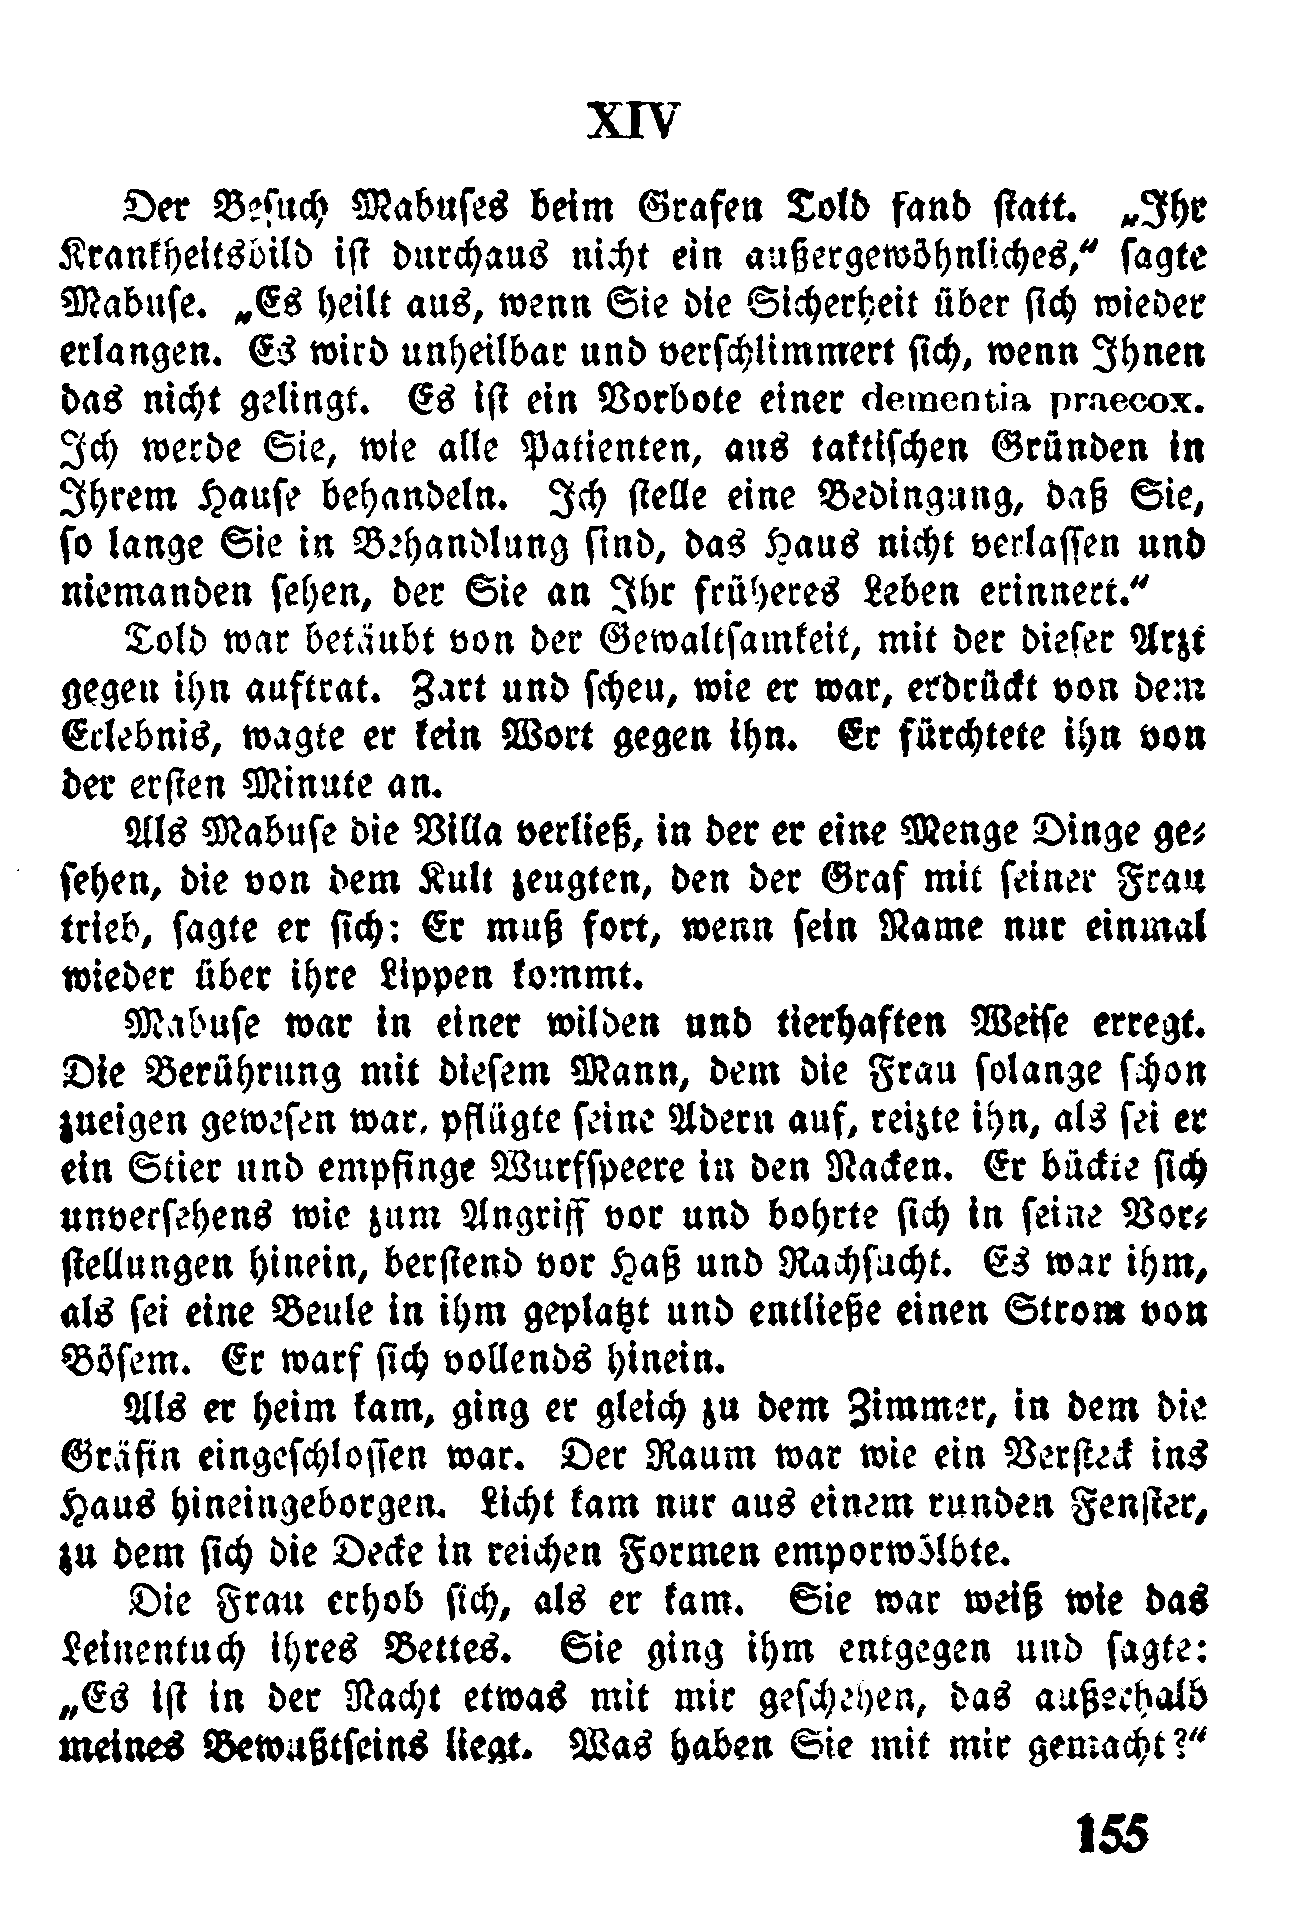 XIV
Der Besuch Mabuses beim Grafen Told fand statt. „Ihr
Krankheitsbild ist durchaus nicht ein außergewöhnliches,“ sagte
Mabuse. „Es heilt aus, wenn Sie die Sicherheit über sich wieder
erlangen. Es wird unheilbar und verschlimmert sich, wenn Ihnen
das nicht gelingt. Es ist ein Vorbote einer dementia praecox.
Ich werde Sie, wie alle Patienten, aus taktischen Gründen in
Ihrem Hause behandeln. Ich stelle eine Bedingung, daß Sie,
so lange Sie in Behandlung sind, das Haus nicht verlassen und
niemanden sehen, der Sie an Ihr früheres Leben erinnert.“
Told war betäubt von der Gewaltsamkeit, mit der dieser Arzt
gegen ihn auftrat. Zart und scheu, wie er war, erdrückt von dem
Erlebnis, wagte er kein Wort gegen ihn. Er fürchtete ihn von
der ersten Minute an.
Als Mabuse die Villa verließ, in der er eine Menge Dinge ge-
sehen, die von dem Kult zeugten, den der Graf mit seiner Frau
trieb, sagte er sich: Er muß fort, wenn sein Name nur einmal
wieder über ihre Lippen kommt.
Mabuse war in einer wilden und tierhaften Weise erregt.
Die Berührung mit diesem Mann, dem die Frau solange schon
zueigen gewesen war, pflügte seine Adern auf, reizte ihn, als sei er
ein Stier und empfinge Wurfspeere in den Nacken. Er bückte sich
unversehens wie zum Angriff vor und bohrte sich in seine Vor-
stellungen hinein, berstend vor Haß und Rachsucht. Es war ihm,
als sei eine Beule in ihm geplatzt und entließe einen Strom von
Bösem. Er warf sich vollends hinein.
Als er heim kam, ging er gleich zu dem Zimmer, in dem die
Gräfin eingeschlossen war. Der Raum war wie ein Versteck ins
Haus hineingeborgen. Licht kam nur aus einem runden Fenster,
zu dem sich die Decke in reichen Formen emporwölbte.
Die Frau erhob sich, als er kam. Sie war weiß wie das
Leinentuch ihres Bettes. Sie ging ihm entgegen und sagte:
„Es ist in der Nacht etwas mit mir geschehen, das außerhalb
meines Bewußtseins liegt. Was haben Sie mit mir gemacht?“
155